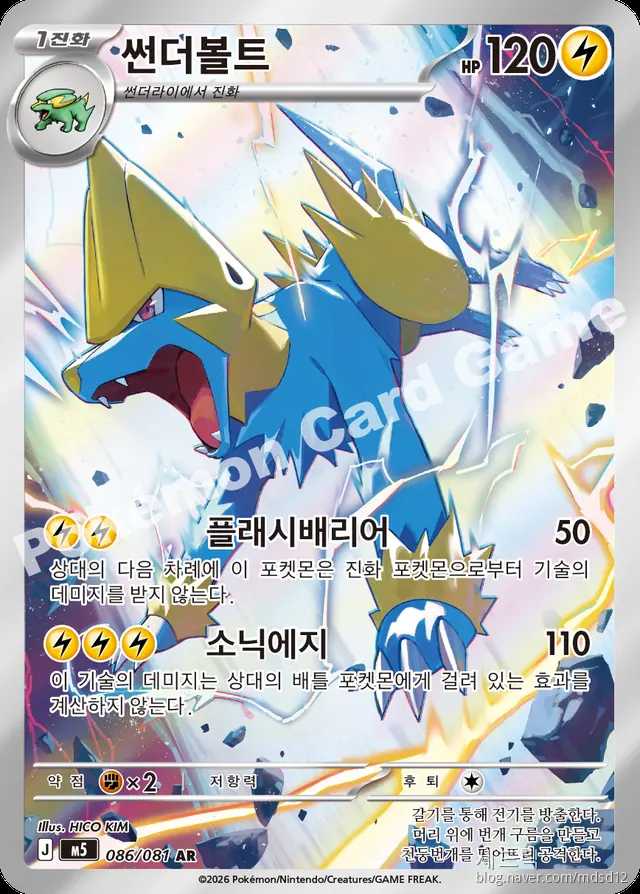 1진화
썬더볼트
HP 120
썬더라이에서 진화
Pokémon Card Game
플래시배리어 50
상대의 다음 차례에 이 포켓몬은 진화 포켓몬으로부터 기술의
데미지를 받지 않는다.
소닉에지 110
이 기술의 데미지는 상대의 배틀 포켓몬에게 걸려 있는 효과를
계산하지 않는다.
약점 ×2 저항력 후퇴
Illus. HICO KIM
J m5 086/081 AR
갈기를 통해 전기를 방출한다.
머리 위에 번개 구름을 만들고
천둥번개를 떨어뜨려 공격한다.
blog.naver.com/mdsd12
©2026 Pokémon/Nintendo/Creatures/GAME FREAK.